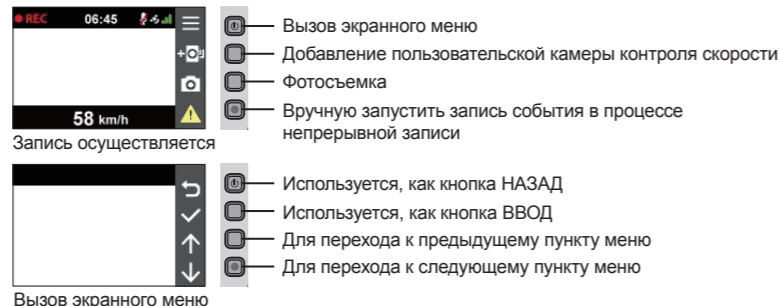 REC 06:45
Вызов экранного меню
Добавление пользовательской камеры контроля скорости
Фотосъемка
58 km/h
Вручную запустить запись события в процессе
непрерывной записи
Запись осуществляется
Используется, как кнопка НАЗАД
Используется, как кнопка ВВОД
Для перехода к предыдущему пункту меню
Для перехода к следующему пункту меню
Вызов экранного меню